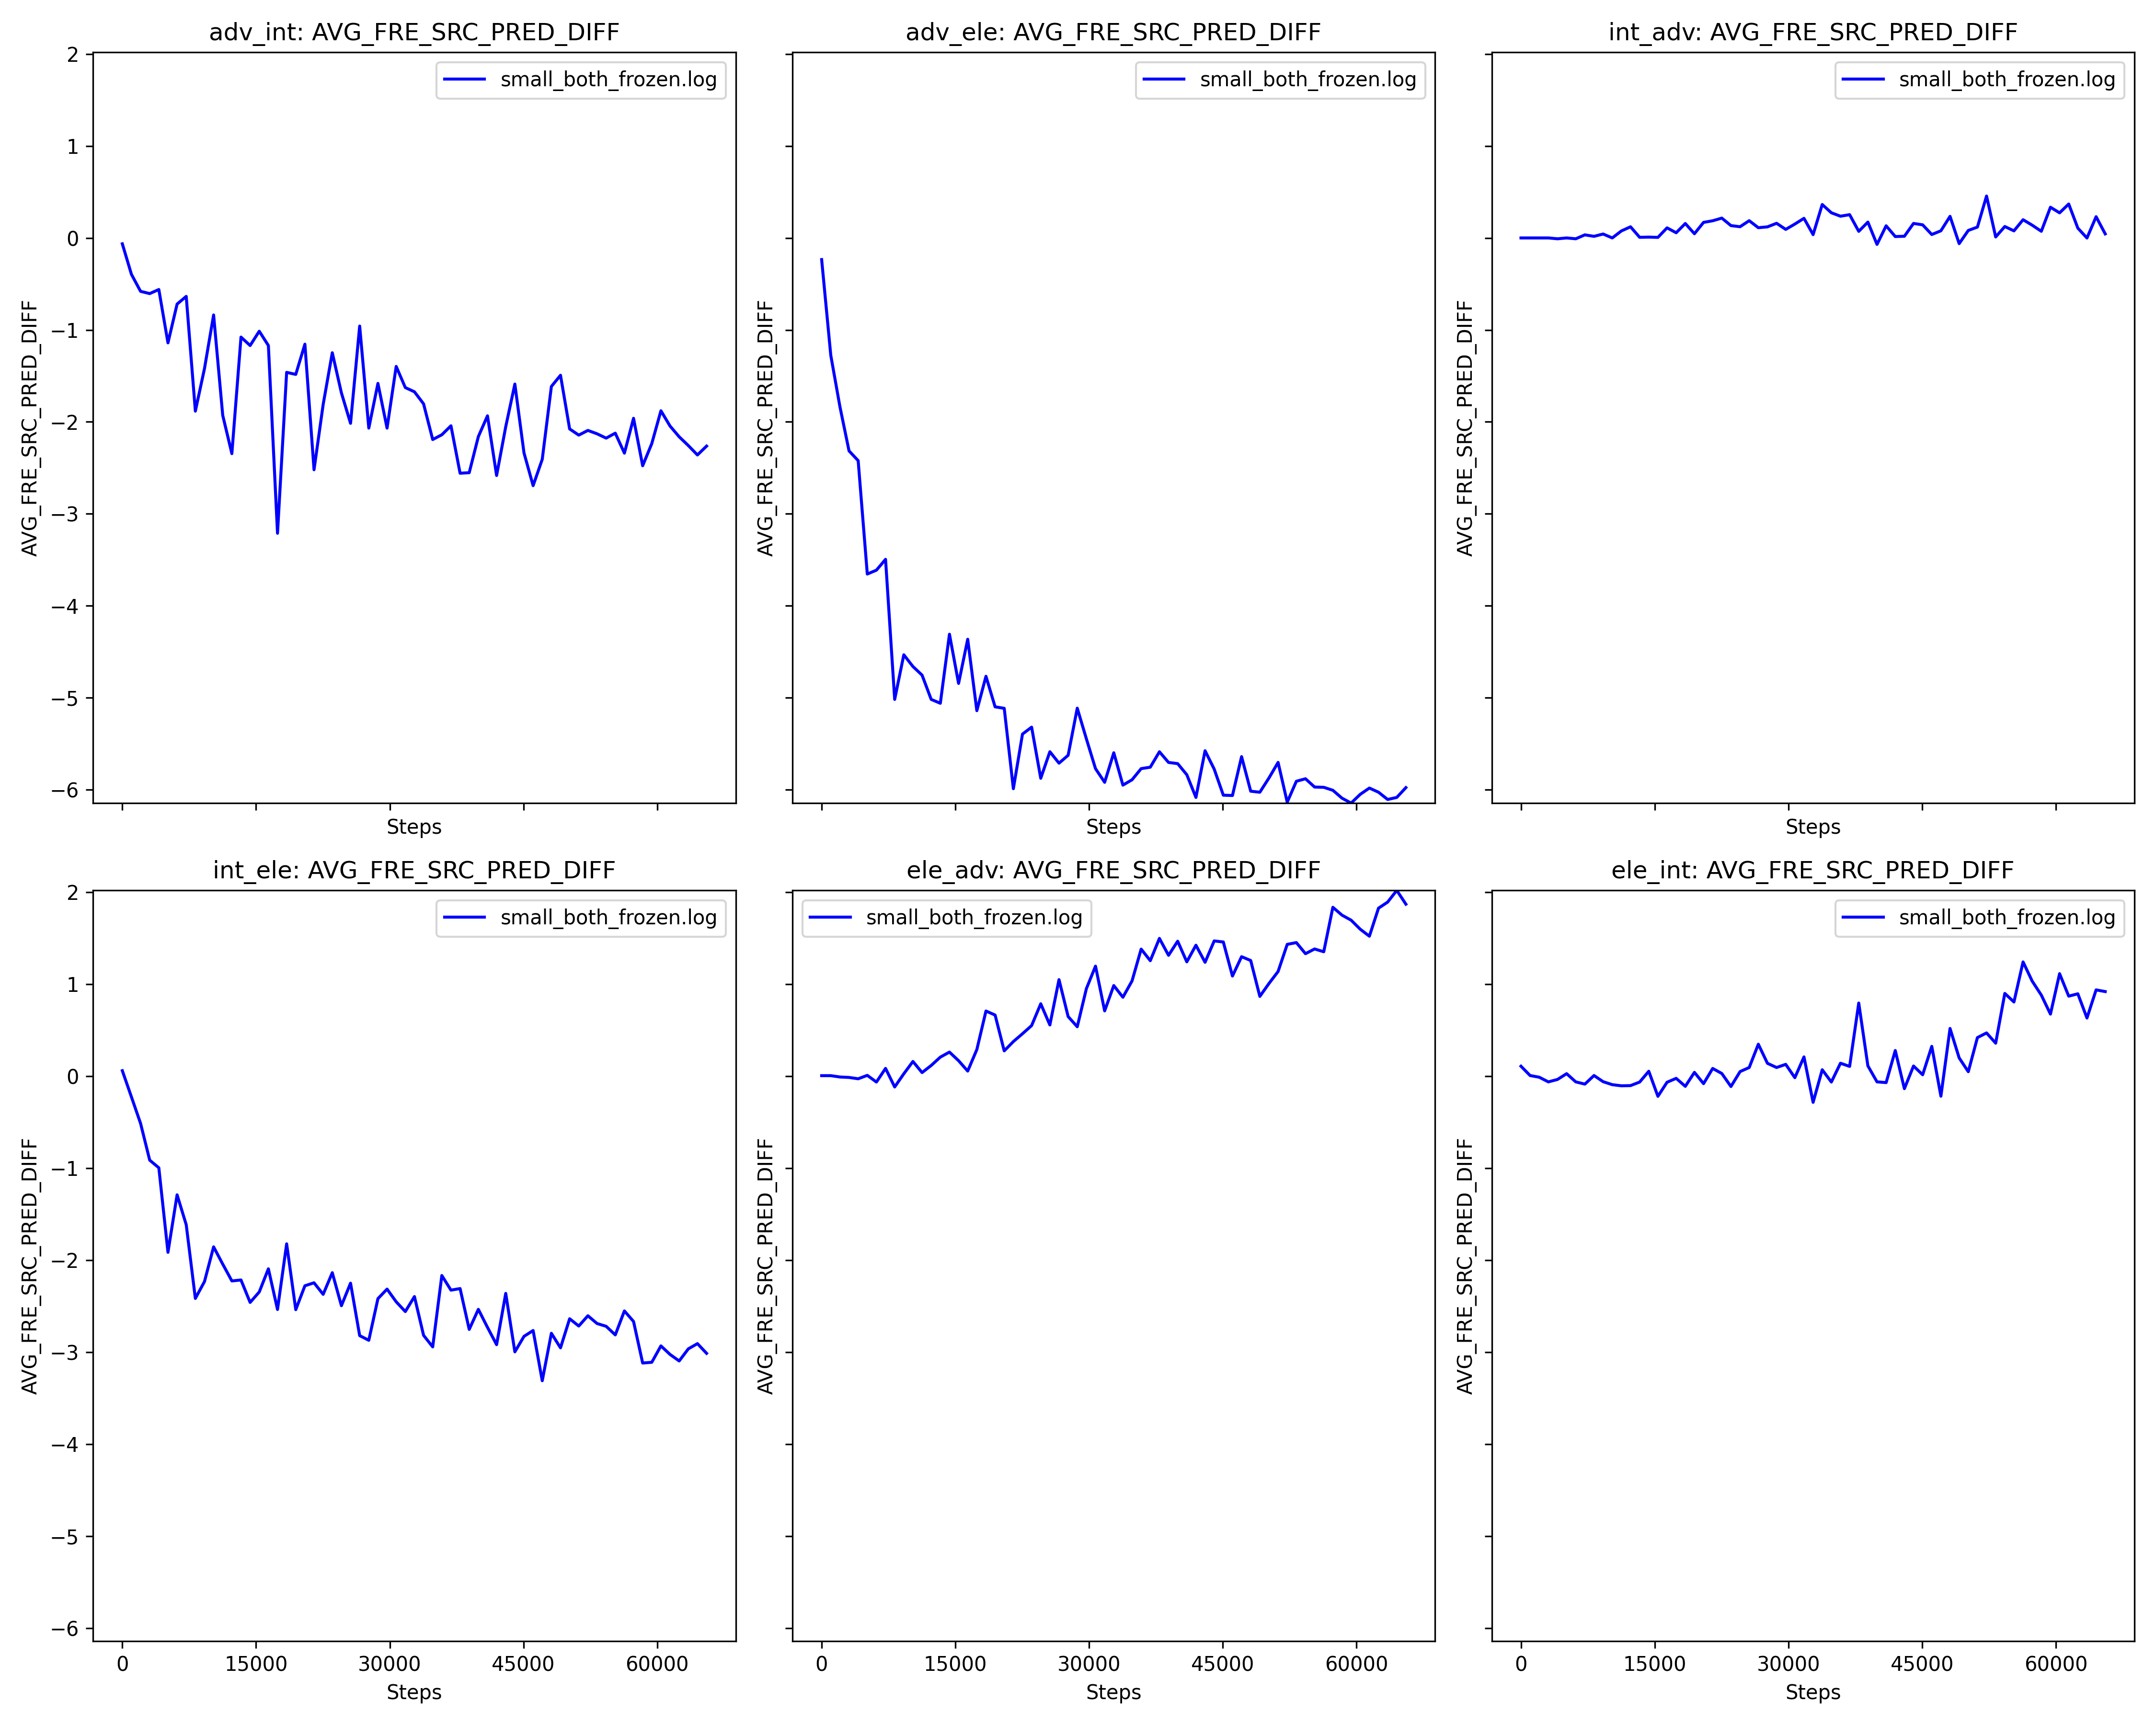 adv_int: AVG_FRE_SRC_PRED_DIFF
small_both_frozen.log
2
1
0
−1
−2
−3
−4
−5
−6
AVG_FRE_SRC_PRED_DIFF
Steps
adv_ele: AVG_FRE_SRC_PRED_DIFF
small_both_frozen.log
AVG_FRE_SRC_PRED_DIFF
Steps
int_adv: AVG_FRE_SRC_PRED_DIFF
small_both_frozen.log
AVG_FRE_SRC_PRED_DIFF
Steps
int_ele: AVG_FRE_SRC_PRED_DIFF
small_both_frozen.log
2
1
0
−1
−2
−3
−4
−5
−6
AVG_FRE_SRC_PRED_DIFF
0 15000 30000 45000 60000
Steps
ele_adv: AVG_FRE_SRC_PRED_DIFF
small_both_frozen.log
AVG_FRE_SRC_PRED_DIFF
0 15000 30000 45000 60000
Steps
ele_int: AVG_FRE_SRC_PRED_DIFF
small_both_frozen.log
AVG_FRE_SRC_PRED_DIFF
0 15000 30000 45000 60000
Steps